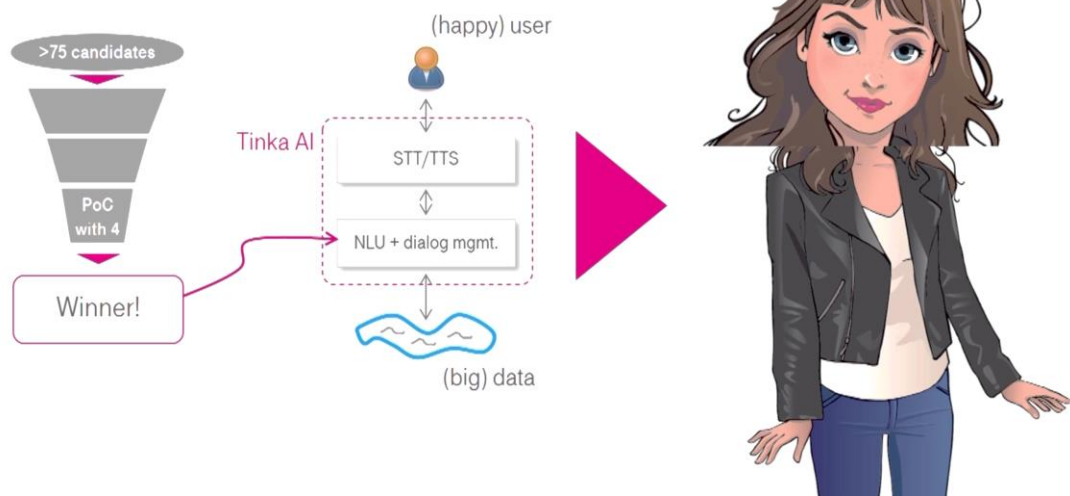 >75 candidates
PoC
with 4
Winner!
(happy) user
Tinka AI
STT/TTS
NLU + dialog mgmt.
(big) data